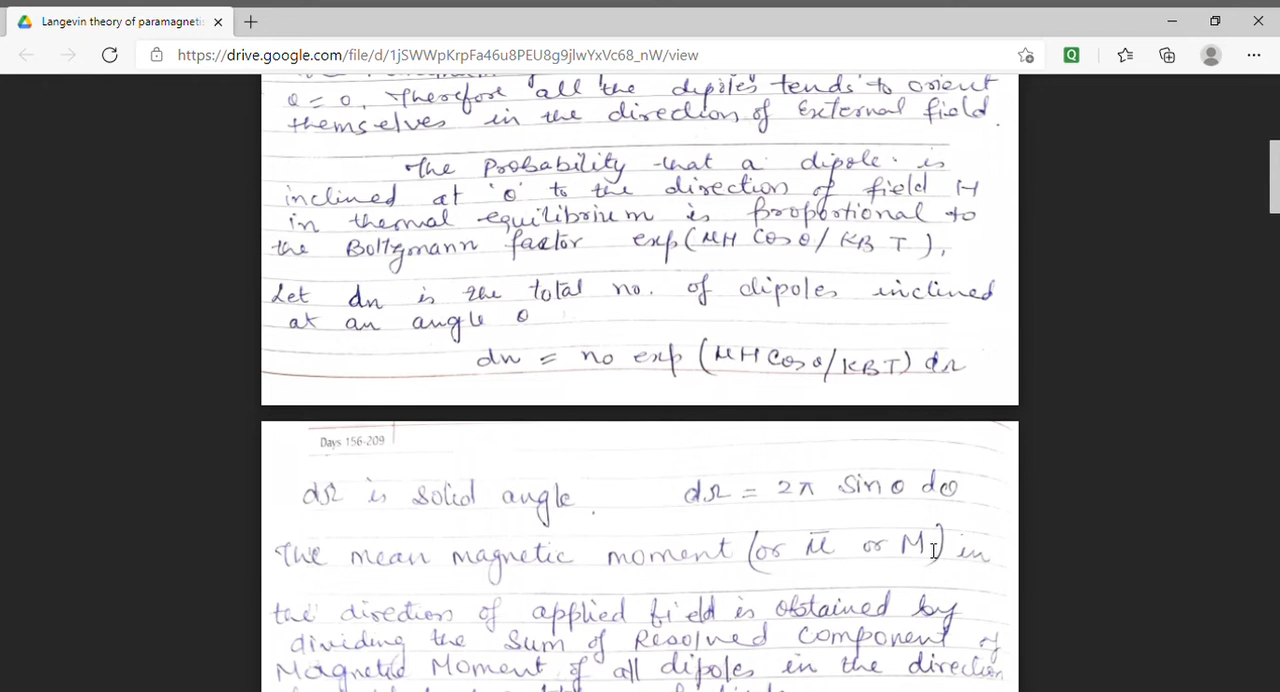 Langevin theory of paramagneti
https://drive.google.com/file/d/1jSWWpKrpFa46u8PEU8g9jlwYxVc68_nW/view
θ = 0, Therefore all the dipoles tends to orient
themselves in the direction of External field.
The Probability that a dipole is
inclined at 'θ' to the direction of field H
in thermal equilibrium is proportional to
the Boltzmann factor exp(μH Cosθ/KBT),
Let dn is the total no. of dipoles inclined
at an angle θ
dn = no exp(μH Cosθ/KBT) dΩ
Days 156-209
dΩ is solid angle. dΩ = 2π Sinθ dθ
The mean magnetic moment (or μ̄ or M) in
the direction of applied field is obtained by
dividing the Sum of Resolved Component of
Magnetic Moment of all dipoles in the direction